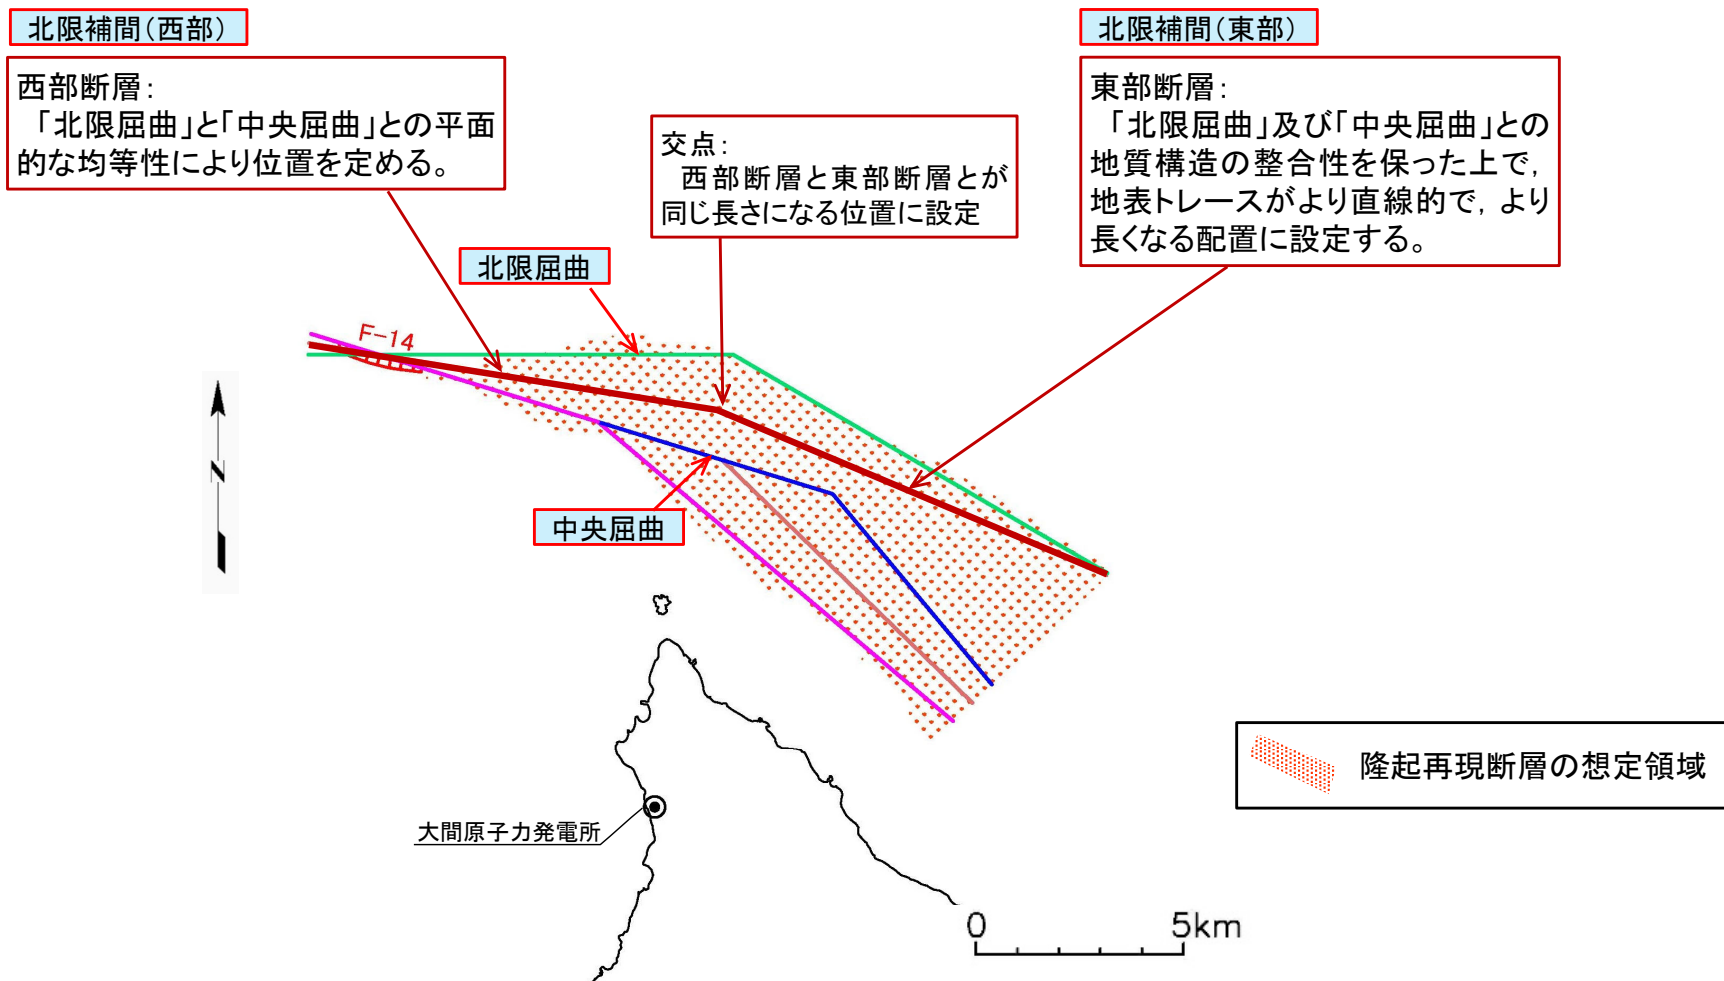 北限補間(西部)
西部断層:
「北限屈曲」と「中央屈曲」との平面
的な均等性により位置を定める。
交点:
西部断層と東部断層とが
同じ長さになる位置に設定
北限補間(東部)
東部断層:
「北限屈曲」及び「中央屈曲」との
地質構造の整合性を保った上で,
地表トレースがより直線的で, より
長くなる配置に設定する。
北限屈曲
F-14
N
中央屈曲
隆起再現断層の想定領域
大間原子力発電所
0 5km